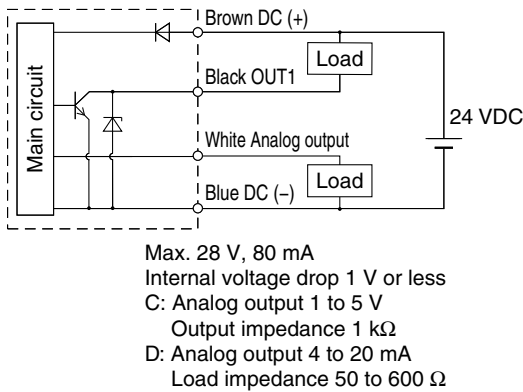 Brown DC (+)
Load
Black OUT1
Main circuit
24 VDC
White Analog output
Load
Blue DC (−)
Max. 28 V, 80 mA
Internal voltage drop 1 V or less
C: Analog output 1 to 5 V
Output impedance 1 kΩ
D: Analog output 4 to 20 mA
Load impedance 50 to 600 Ω